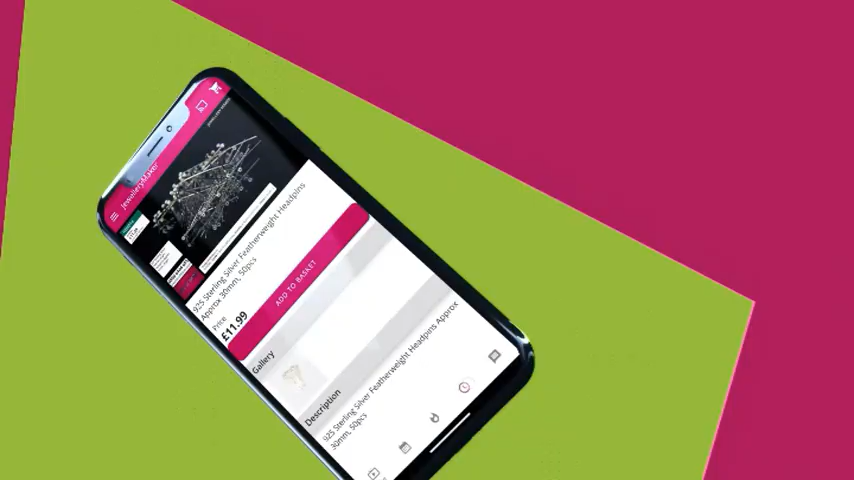 JewelleryMaker
925 Sterling Silver Featherweight Headpins
Approx 30mm, 50pcs
Price
£11.99
ADD TO BASKET
Gallery
Description
925 Sterling Silver Featherweight Headpins Approx
30mm, 50pcs